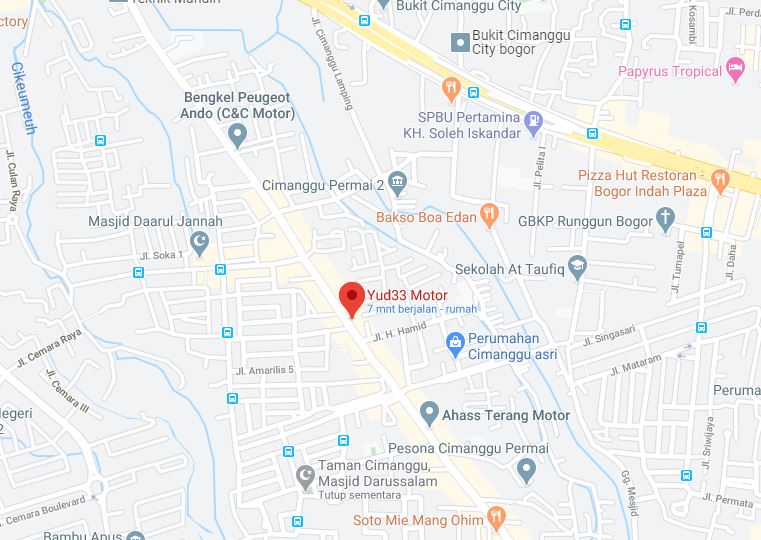 Teknik Mandiri
Bukit Cimanggu City
Jl. Cimanggu Lamping
Bukit Cimanggu
City bogor
Kosambi
Jl. Perda
Papyrus Tropical
ctory
Cikeumeuh
Bengkel Peugeot
Ando (C&C Motor)
SPBU Pertamina
KH. Soleh Iskandar
Jl. Pelita I
Pizza Hut Restoran -
Bogor Indah Plaza
Jl. Culan Raya
Cimanggu Permai 2
Bakso Boa Edan
GBKP Runggun Bogor
Masjid Daarul Jannah
Jl. Soka 1
Sekolah At Taufiq
Jl. Tumapel
Jl. Daha
Yud33 Motor
7 mnt berjalan - rumah
Jl. H. Hamid
Perumahan
Cimanggu asri
Jl. Singasari
Jl. Mataram
Jl. Cemara Raya
Jl. Cemara III
Jl. Amarilis 5
Perum
Negeri
2
Ahass Terang Motor
Pesona Cimanggu Permai
Jl. Sriwijaya
Taman Cimanggu,
Masjid Darussalam
Tutup sementara
Gg. Mesjid
Jl. Permata
Jl. Cemara Boulevard
Soto Mie Mang Ohim
Bambu Apus